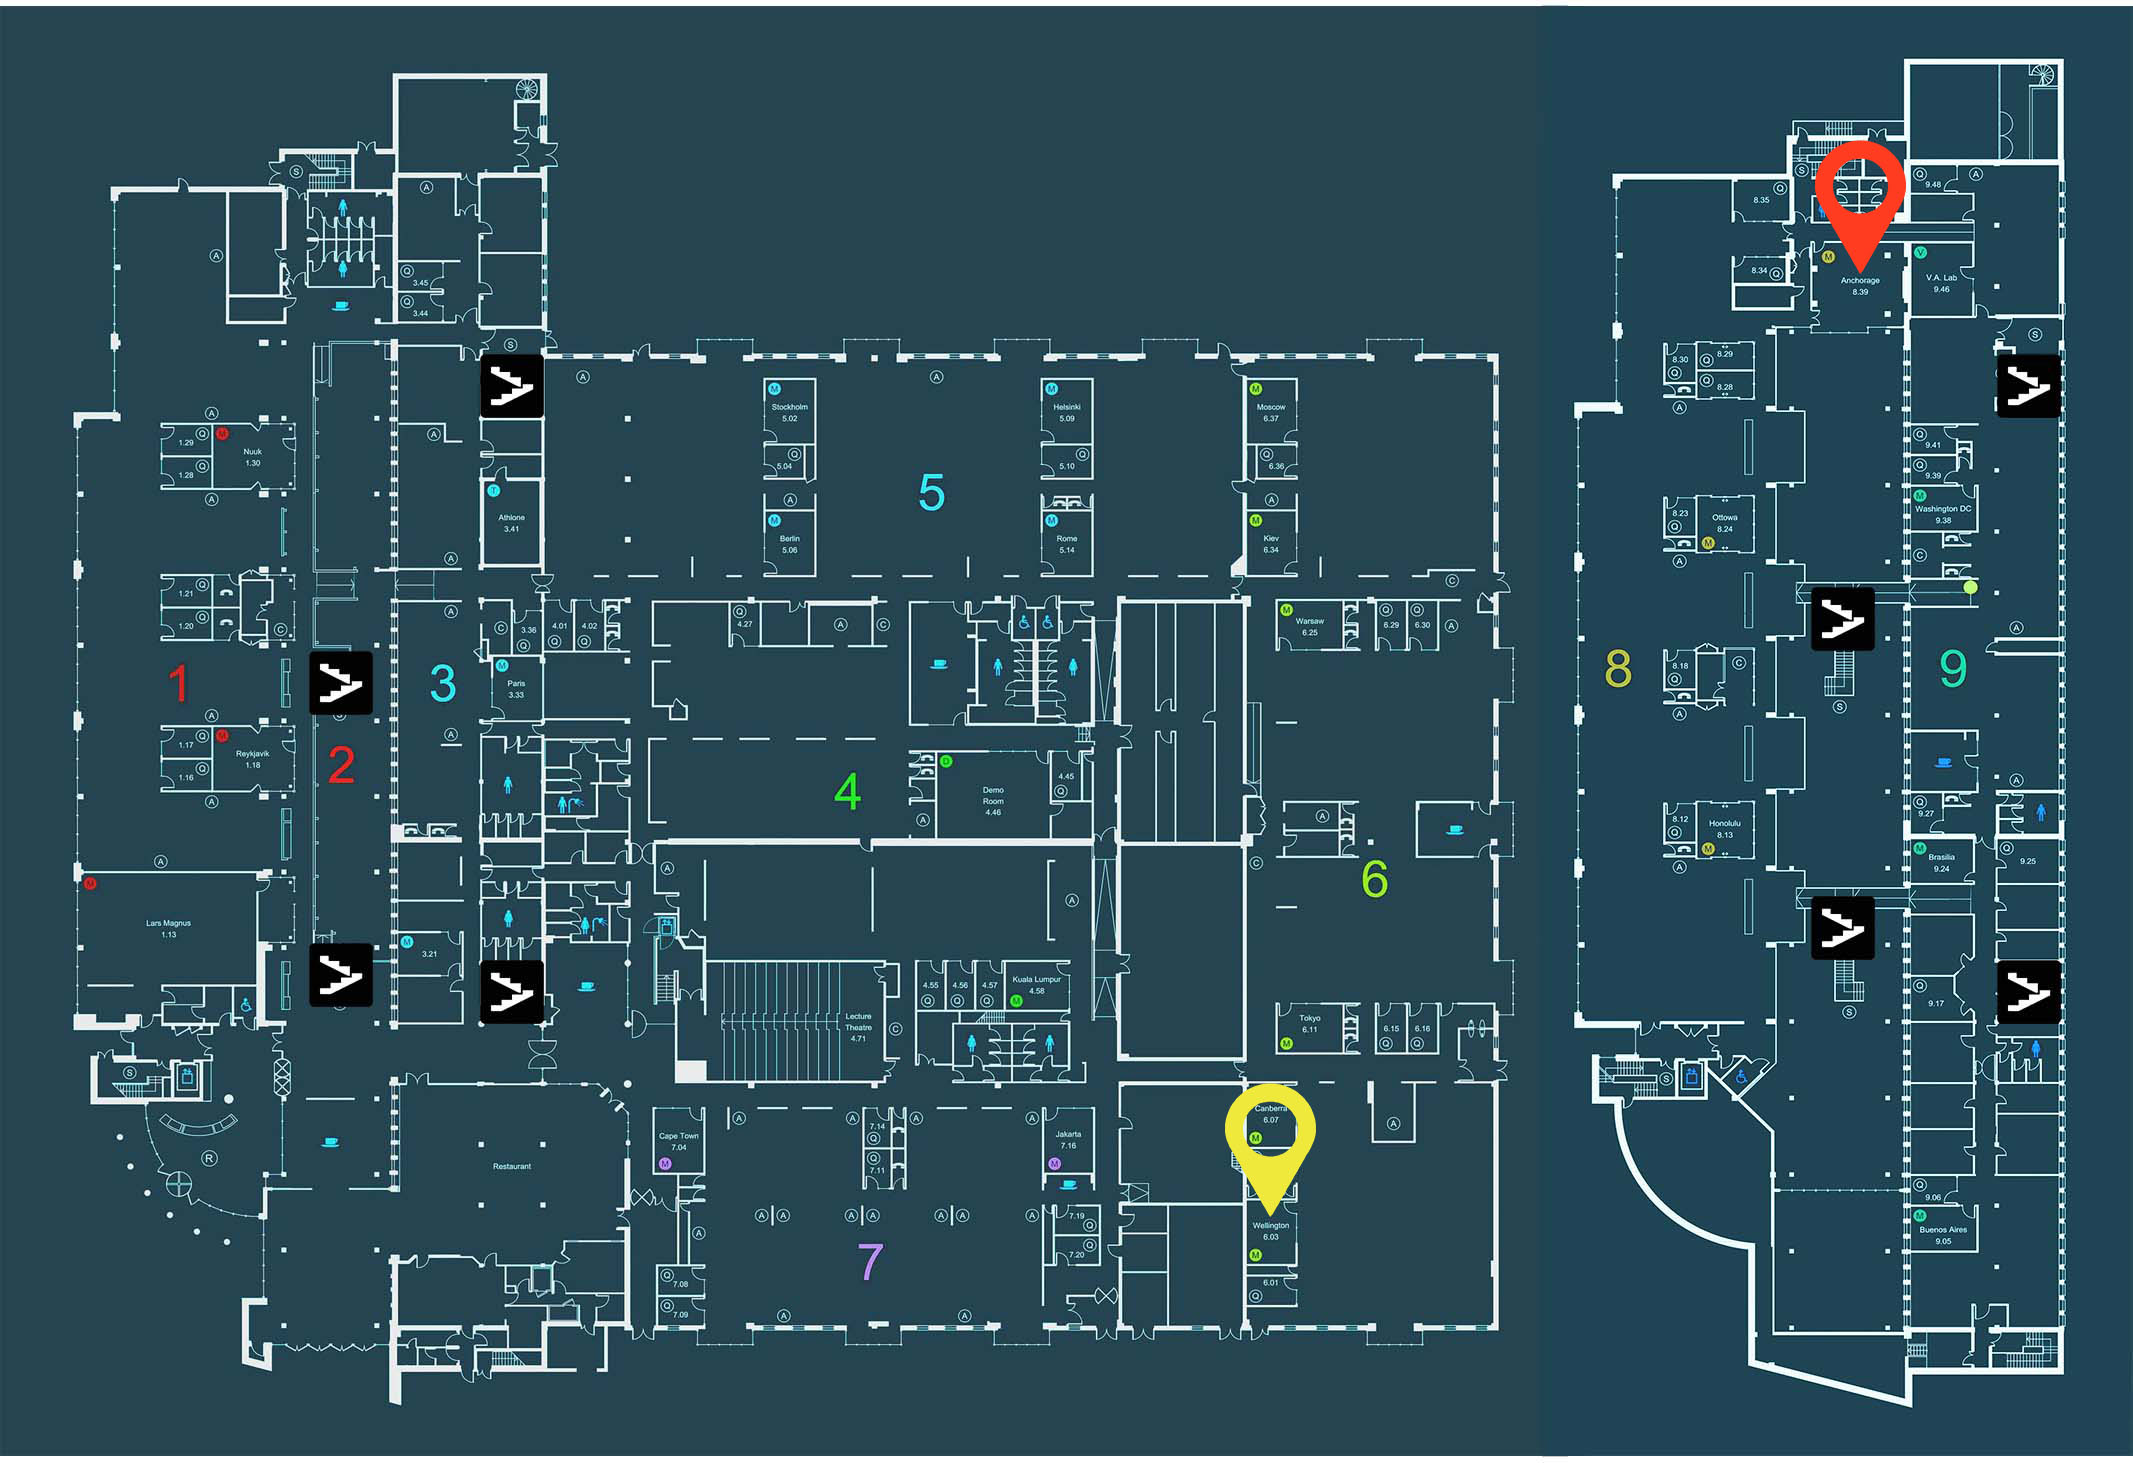 A
S
A
Q
3.45
Q
3.44
S
A
A
A
Q
1.29
M
Q
1.28
Nuuk
1.30
A
A
T
Athlone
3.41
A
Q
1.21
Q
1.20
C
A
C
3.36
Q
4.01
Q
4.02
Q
M
Paris
3.33
1
2
3
A
A
Q
1.17
M
Q
1.16
Reykjavik
1.18
A
A
M
Lars Magnus
1.13
M
3.21
S
R
Restaurant
A
M
Stockholm
5.02
Q
5.04
A
M
Berlin
5.06
5
M
Helsinki
5.09
Q
5.10
M
Rome
5.14
M
Moscow
6.37
Q
6.36
A
M
Kiev
6.34
C
Q
4.27
A
C
M
Warsaw
6.25
Q
6.29
Q
6.30
A
4
D
Demo
Room
4.46
4.45
Q
A
A
A
A
C
6
4.55
Q
4.56
Q
4.57
Q
Kuala Lumpur
4.58
M
Lecture
Theatre
4.71
C
Tokyo
6.11
M
6.15
Q
6.16
Q
Cape Town
7.04
M
A
7.14
Q
Q
7.11
A
A
Jakarta
7.16
M
Canberra
6.07
M
A
A
A
A
A
A
A
A
A
7
7.19
Q
Q
7.20
Q
7.08
Q
7.09
A
A
Wellington
6.03
M
6.01
Q
S
Q
8.35
8.34
Q
M
Anchorage
8.39
Q
9.48
A
V
V.A. Lab
9.46
S
8.30
Q
Q
8.29
Q
8.28
A
Q
9.41
Q
9.39
8.23
Q
Ottowa
8.24
M
A
M
Washington DC
9.38
C
A
8
9
8.18
Q
C
A
S
A
Q
9.27
8.12
Q
Honolulu
8.13
M
A
M
Brasilia
9.24
Q
9.25
Q
9.17
S
S
Q
9.06
M
Buenos Aires
9.05